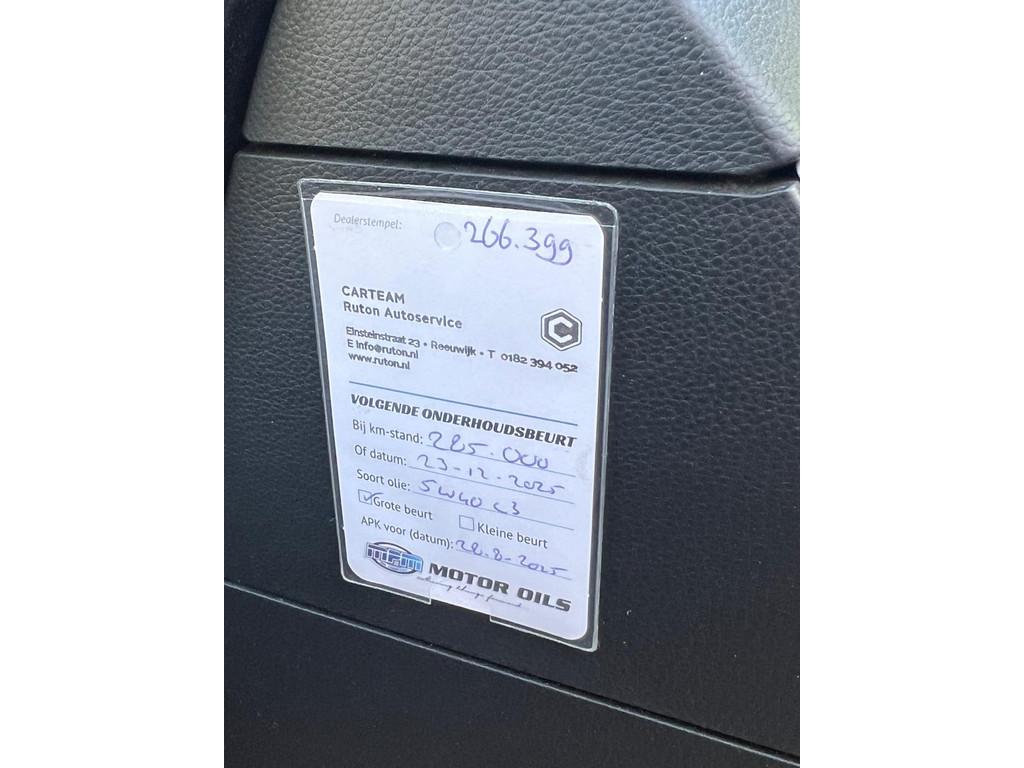 Dealerstempel: 266.399
CARTEAM
Ruton Autoservice
Einsteinstraat 23 • Reeuwijk • T 0182 394 052
E info@ruton.nl
www.ruton.nl
VOLGENDE ONDERHOUDSBEURT
Bij km-stand: 285.000
Of datum: 23-12-2025
Soort olie: 5W40 C3
Grote beurt Kleine beurt
APK voor (datum): 28-8-2025
MPM MOTOR OILS